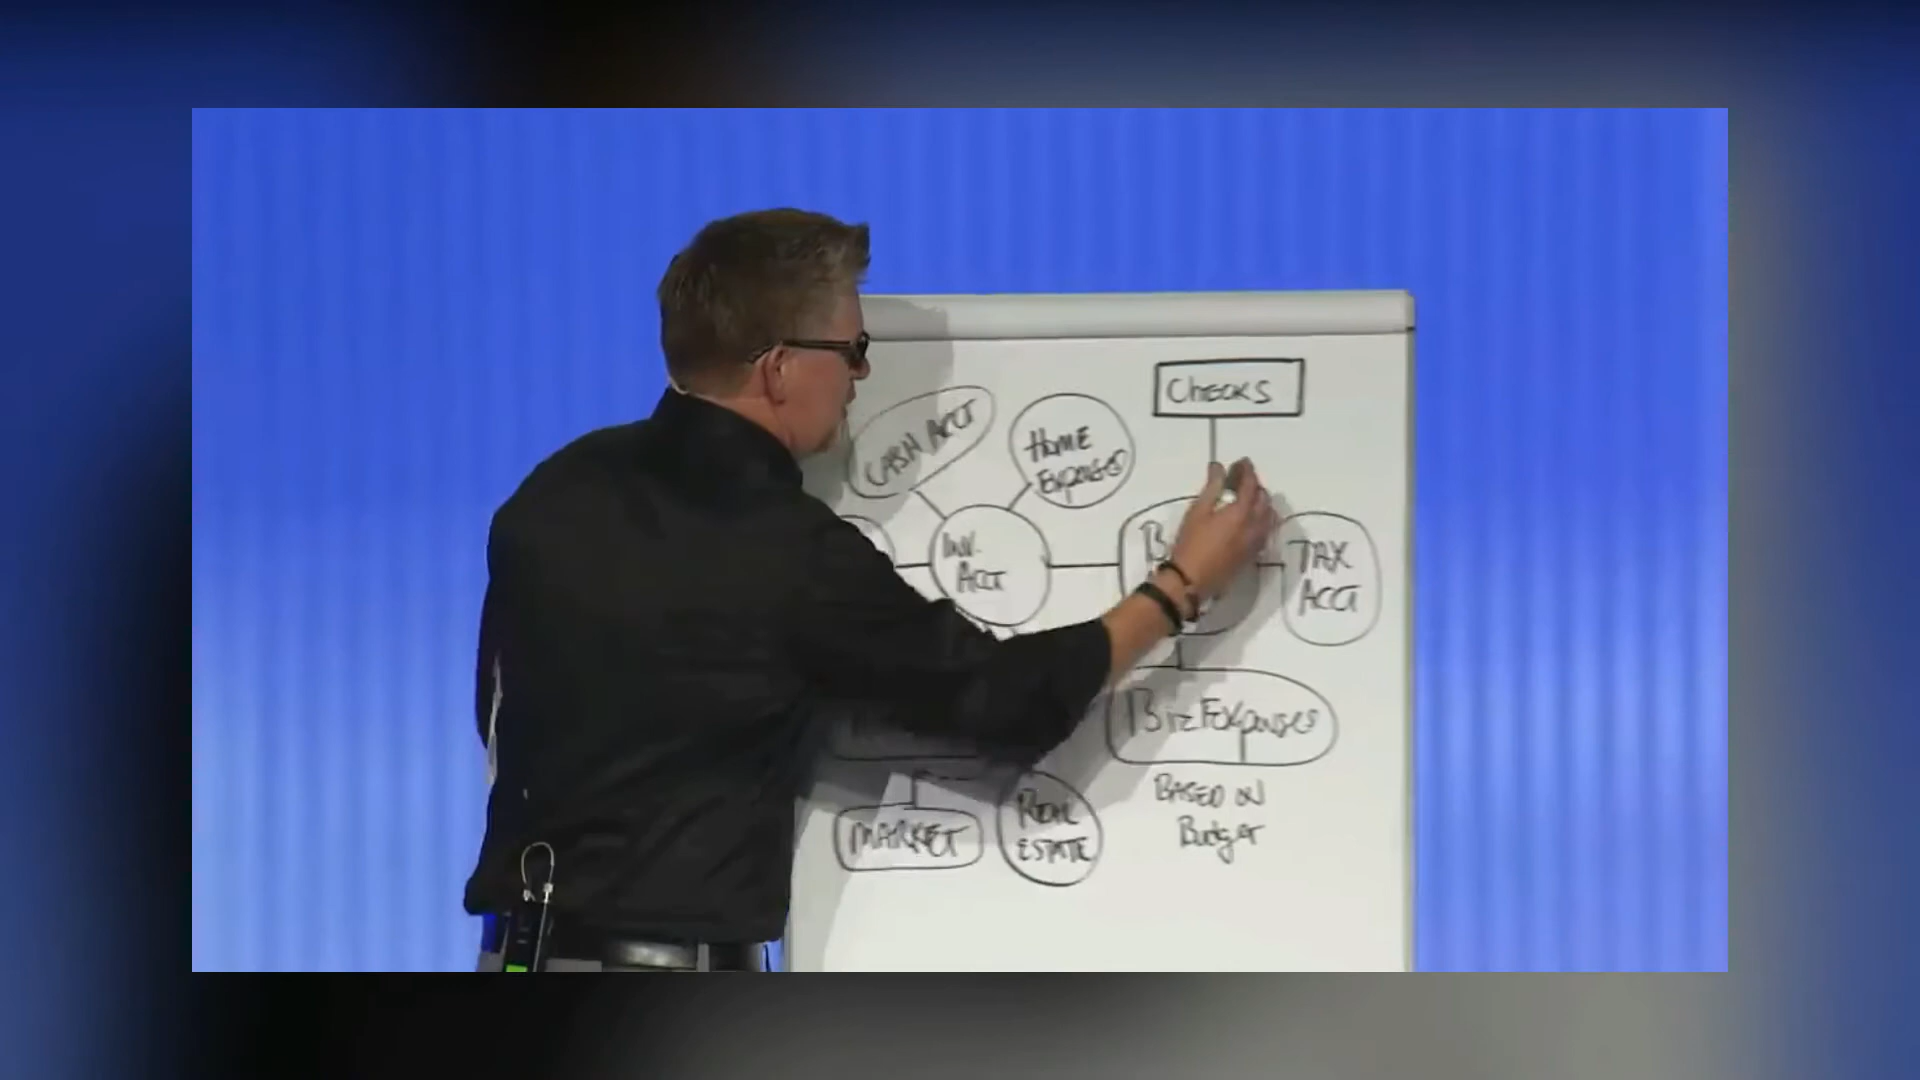 Checks
CASH ACCT
HOME
EXPENSES
INV.
ACCT
TAX
ACCT
Biz Expenses
BASED ON
Budget
MARKET
REAL
ESTATE